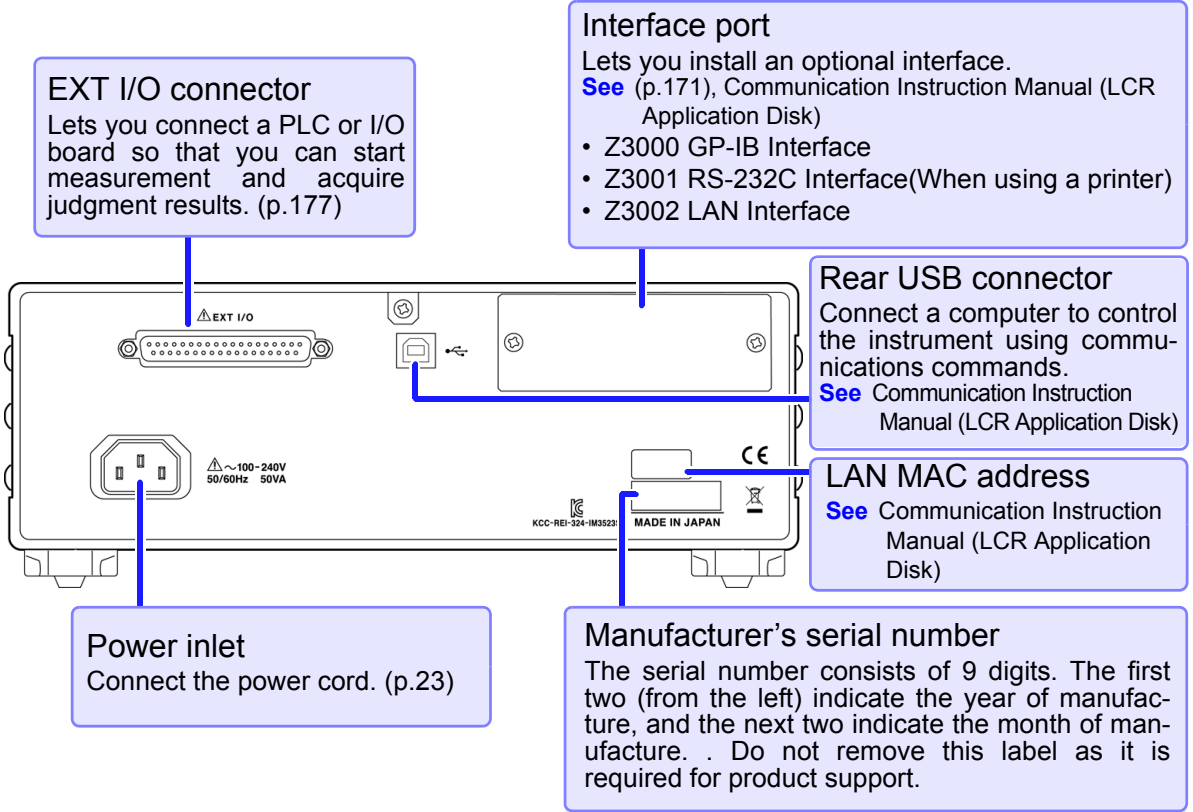 Interface port
Lets you install an optional interface.
See (p.171), Communication Instruction Manual (LCR
Application Disk)
• Z3000 GP-IB Interface
• Z3001 RS-232C Interface(When using a printer)
• Z3002 LAN Interface
EXT I/O connector
Lets you connect a PLC or I/O
board so that you can start
measurement and acquire
judgment results. (p.177)
Rear USB connector
Connect a computer to control
the instrument using commu-
nications commands.
See Communication Instruction
Manual (LCR Application Disk)
LAN MAC address
See Communication Instruction
Manual (LCR Application
Disk)
EXT I/O
~100-240V
50/60Hz 50VA
CE
KCC-REI-324-IM3523
MADE IN JAPAN
Power inlet
Connect the power cord. (p.23)
Manufacturer’s serial number
The serial number consists of 9 digits. The first
two (from the left) indicate the year of manufac-
ture, and the next two indicate the month of man-
ufacture. . Do not remove this label as it is
required for product support.